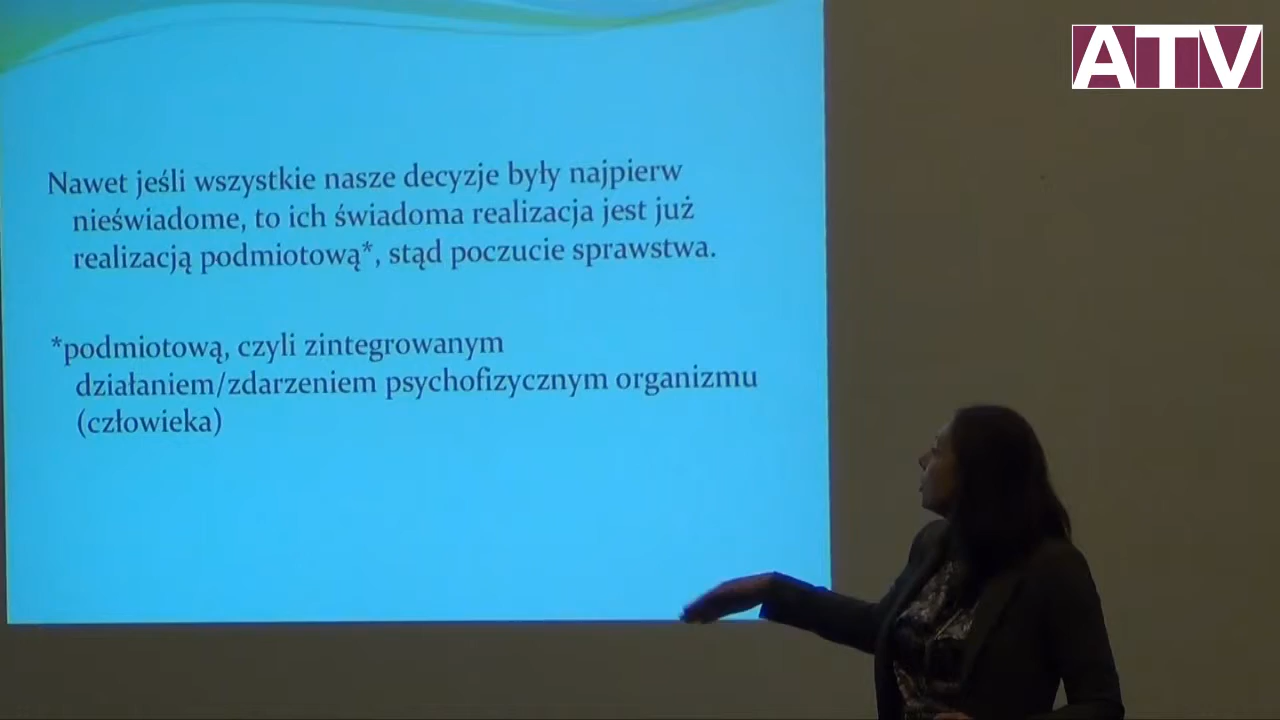 ATV
Nawet jeśli wszystkie nasze decyzje były najpierw
nieświadome, to ich świadoma realizacja jest już
realizacją podmiotową*, stąd poczucie sprawstwa.
*podmiotową, czyli zintegrowanym
działaniem/zdarzeniem psychofizycznym organizmu
(człowieka)